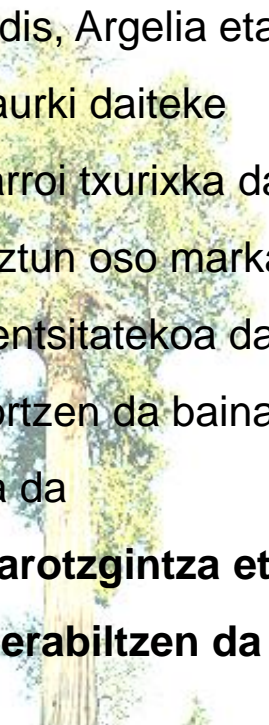 dis, Argelia eta
aurki daiteke
arroi txurixka da
ztun oso marka
entsitatekoa da
ortzen da baina
a da
arotzgintza et
erabiltzen da